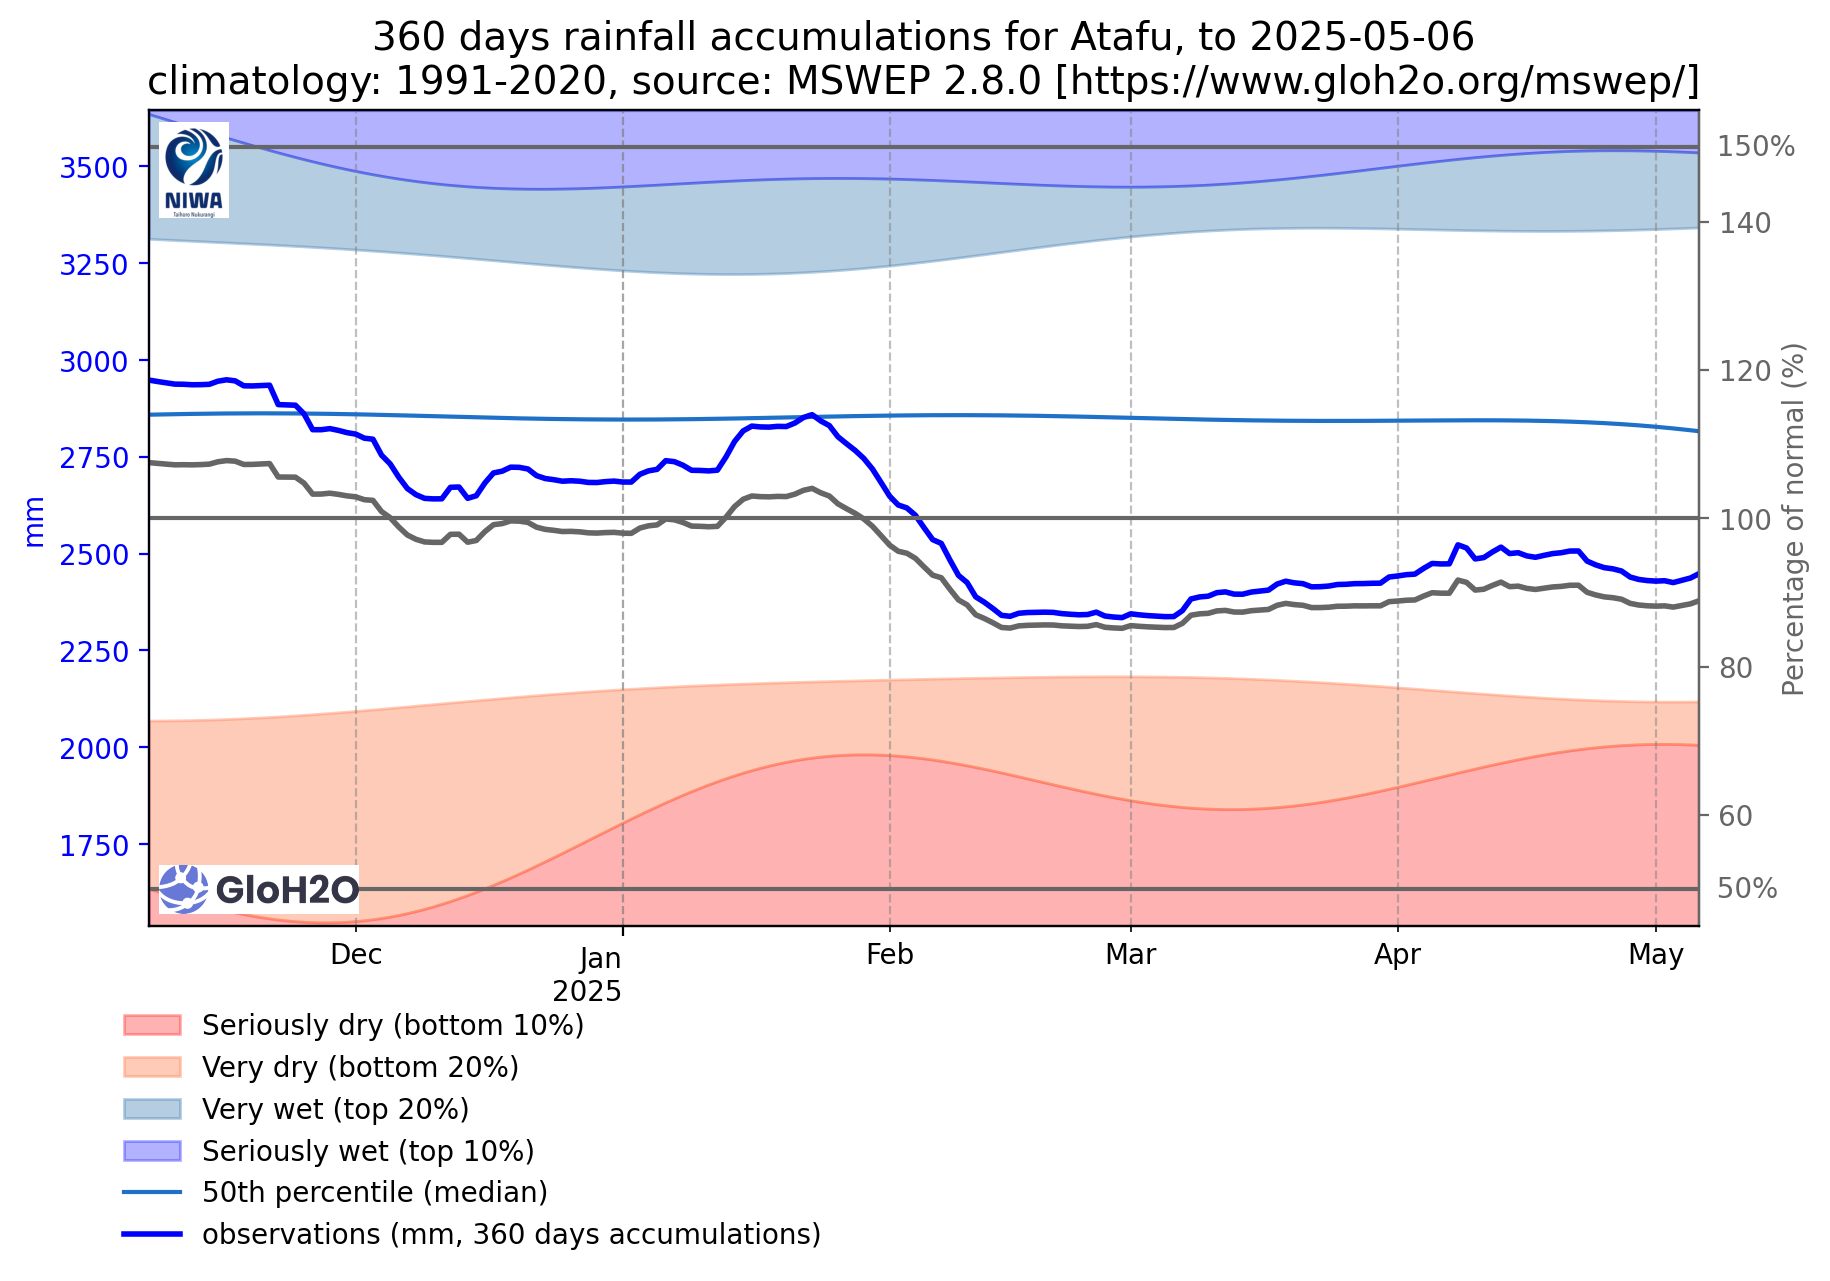 360 days rainfall accumulations for Atafu, to 2025-05-06
climatology: 1991-2020, source: MSWEP 2.8.0 [https://www.gloh2o.org/mswep/]
NIWA
Taihoro Nukurangi
3500
3250
3000
2750
2500
2250
2000
1750
mm
150%
140
120
100
80
60
50%
Percentage of normal (%)
GloH2O
Dec
Jan
2025
Feb
Mar
Apr
May
Seriously dry (bottom 10%)
Very dry (bottom 20%)
Very wet (top 20%)
Seriously wet (top 10%)
50th percentile (median)
observations (mm, 360 days accumulations)